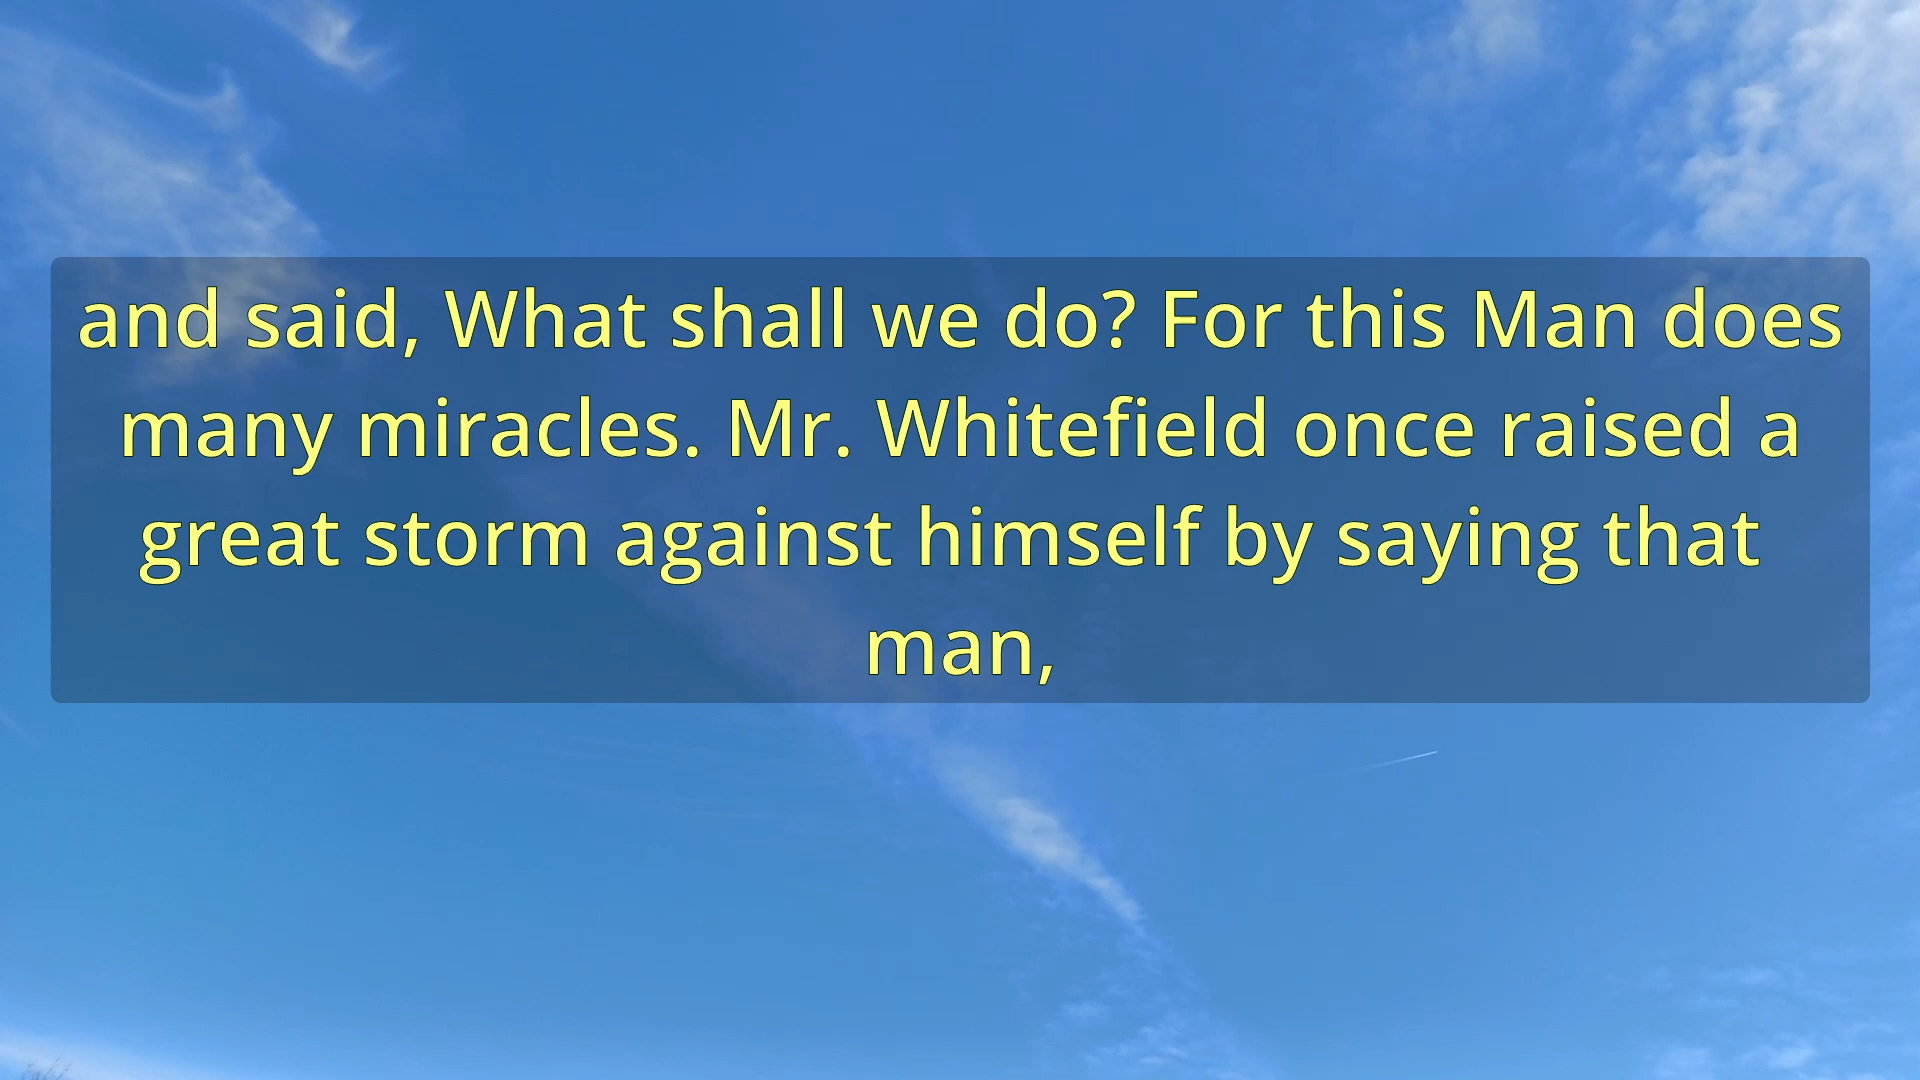 and said, What shall we do? For this Man does
many miracles. Mr. Whitefield once raised a
great storm against himself by saying that
man,